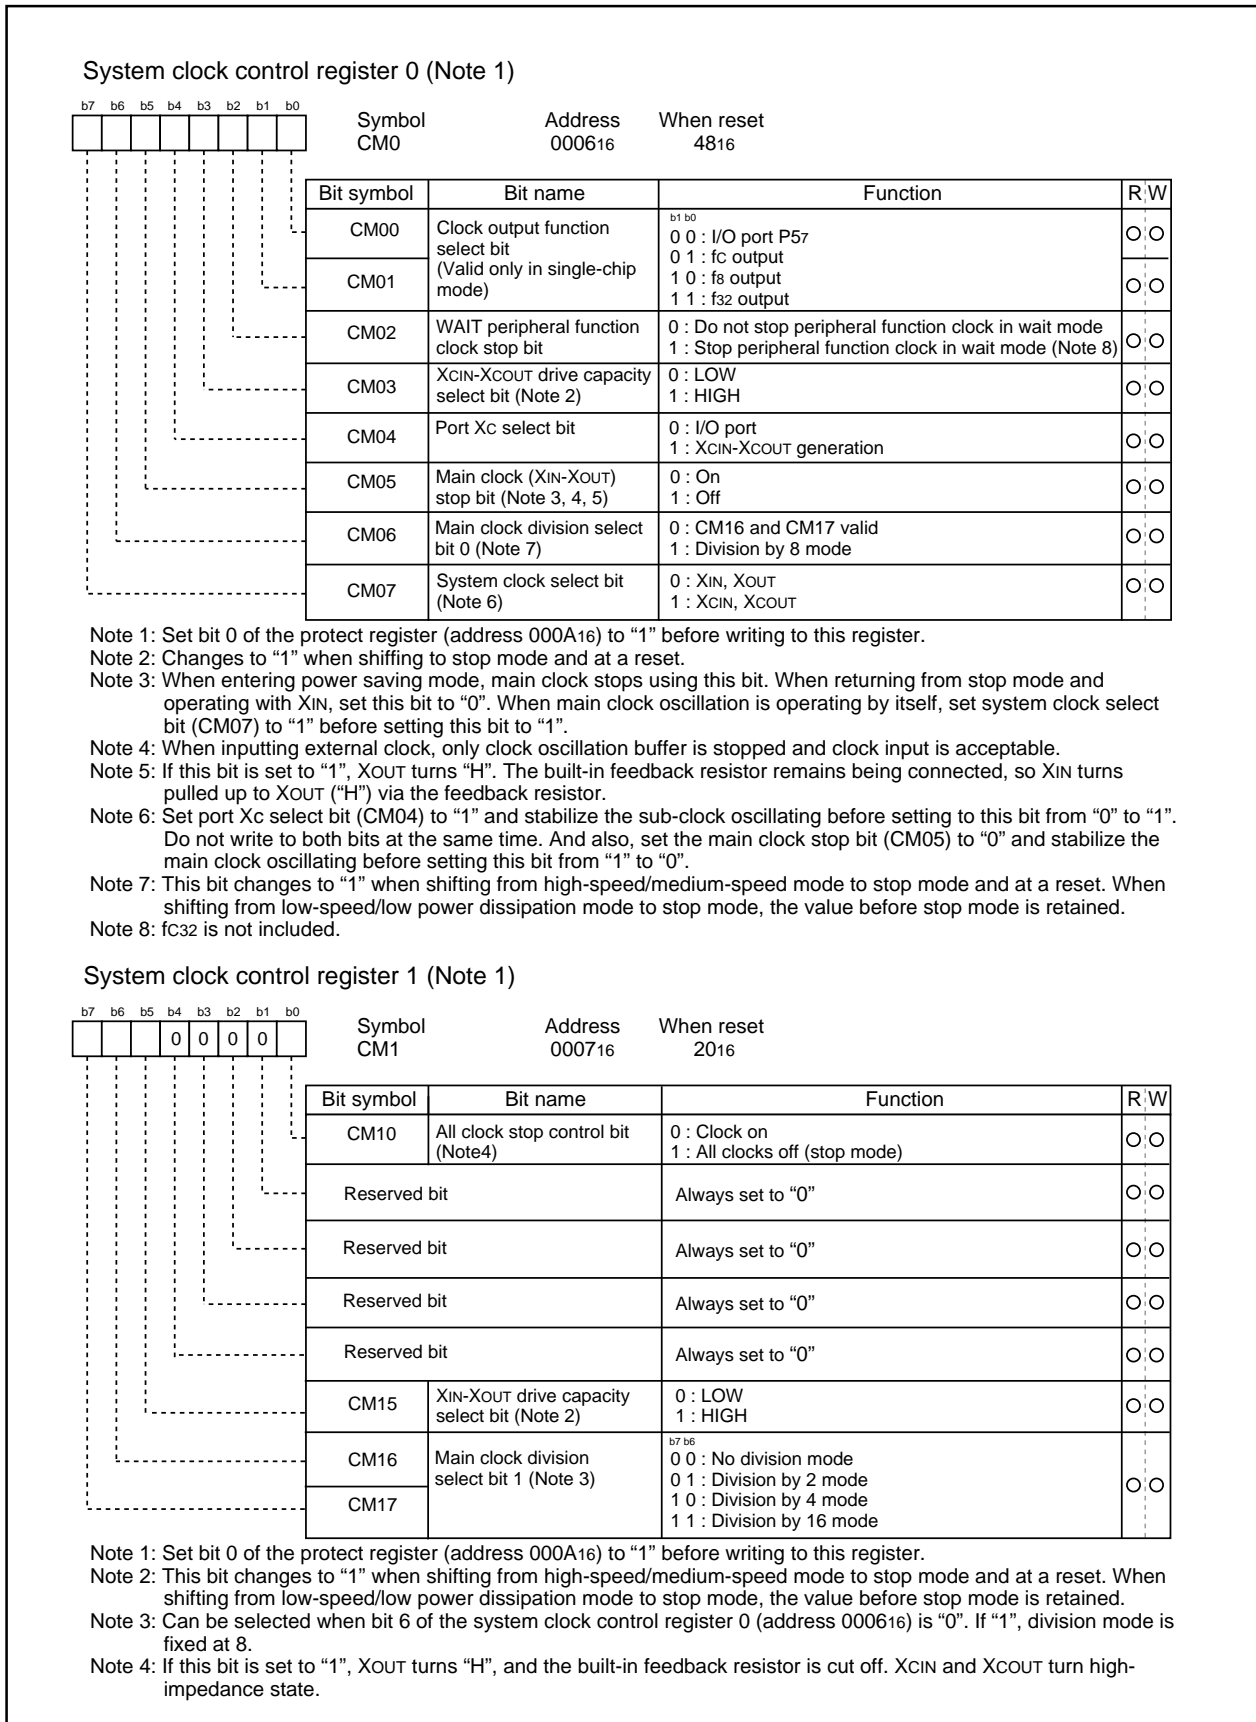 System clock control register 0 (Note 1)
b7 b6 b5 b4 b3 b2 b1 b0
Symbol Address When reset
CM0 000616 4816
Bit symbol Bit name Function R W
CM00 Clock output function select bit (Valid only in single-chip mode)
b1 b0
0 0 : I/O port P57
0 1 : fC output
CM01
1 0 : f8 output
1 1 : f32 output
CM02 WAIT peripheral function 0 : Do not stop peripheral function clock in wait mode
clock stop bit 1 : Stop peripheral function clock in wait mode (Note 8)
CM03 XCIN-XCOUT drive capacity 0 : LOW
select bit (Note 2) 1 : HIGH
CM04 Port XC select bit 0 : I/O port
1 : XCIN-XCOUT generation
CM05 Main clock (XIN-XOUT) 0 : On
stop bit (Note 3, 4, 5) 1 : Off
CM06 Main clock division select 0 : CM16 and CM17 valid
bit 0 (Note 7) 1 : Division by 8 mode
CM07 System clock select bit 0 : XIN, XOUT
(Note 6) 1 : XCIN, XCOUT
Note 1: Set bit 0 of the protect register (address 000A16) to “1” before writing to this register.
Note 2: Changes to “1” when shiffing to stop mode and at a reset.
Note 3: When entering power saving mode, main clock stops using this bit. When returning from stop mode and
operating with XIN, set this bit to “0”. When main clock oscillation is operating by itself, set system clock select
bit (CM07) to “1” before setting this bit to “1”.
Note 4: When inputting external clock, only clock oscillation buffer is stopped and clock input is acceptable.
Note 5: If this bit is set to “1”, XOUT turns “H”. The built-in feedback resistor remains being connected, so XIN turns
pulled up to XOUT (“H”) via the feedback resistor.
Note 6: Set port Xc select bit (CM04) to “1” and stabilize the sub-clock oscillating before setting to this bit from “0” to “1”.
Do not write to both bits at the same time. And also, set the main clock stop bit (CM05) to “0” and stabilize the
main clock oscillating before setting this bit from “1” to “0”.
Note 7: This bit changes to “1” when shifting from high-speed/medium-speed mode to stop mode and at a reset. When
shifting from low-speed/low power dissipation mode to stop mode, the value before stop mode is retained.
Note 8: fC32 is not included.
System clock control register 1 (Note 1)
b7 b6 b5 b4 b3 b2 b1 b0
0 0 0 0
Symbol Address When reset
CM1 000716 2016
Bit symbol Bit name Function R W
CM10 All clock stop control bit 0 : Clock on
(Note4) 1 : All clocks off (stop mode)
Reserved bit Always set to “0”
Reserved bit Always set to “0”
Reserved bit Always set to “0”
Reserved bit Always set to “0”
CM15 XIN-XOUT drive capacity 0 : LOW
select bit (Note 2) 1 : HIGH
b7 b6
CM16 Main clock division 0 0 : No division mode
select bit 1 (Note 3) 0 1 : Division by 2 mode
CM17 1 0 : Division by 4 mode
1 1 : Division by 16 mode
Note 1: Set bit 0 of the protect register (address 000A16) to “1” before writing to this register.
Note 2: This bit changes to “1” when shifting from high-speed/medium-speed mode to stop mode and at a reset. When
shifting from low-speed/low power dissipation mode to stop mode, the value before stop mode is retained.
Note 3: Can be selected when bit 6 of the system clock control register 0 (address 000616) is “0”. If “1”, division mode is
fixed at 8.
Note 4: If this bit is set to “1”, XOUT turns “H”, and the built-in feedback resistor is cut off. XCIN and XCOUT turn high-
impedance state.